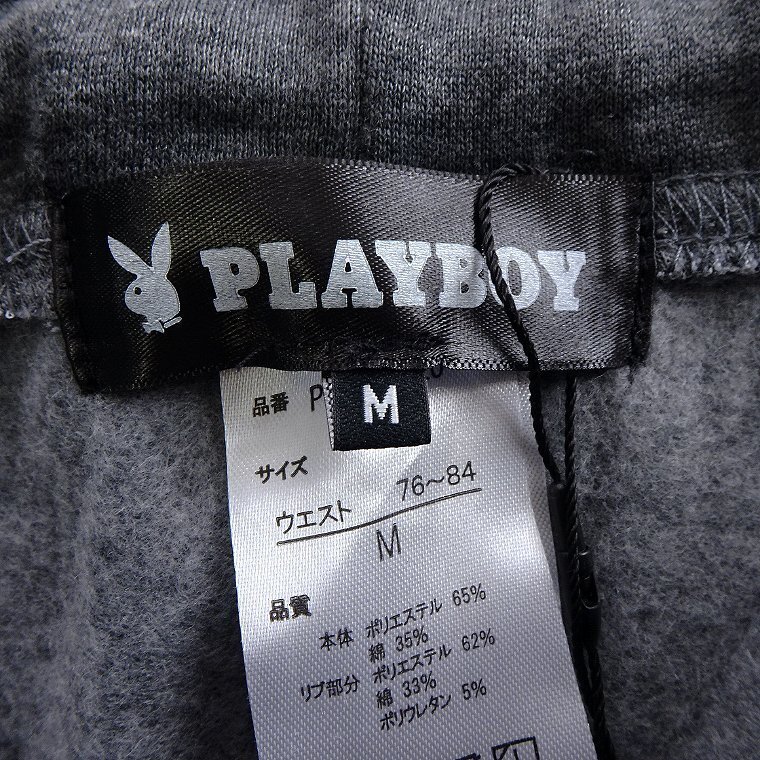 PLAYBOY
M
品番 P
サイズ
ウエスト 76～84
M
品質
本体 ポリエステル 65%
綿 35%
リブ部分 ポリエステル 62%
綿 33%
ポリウレタン 5%